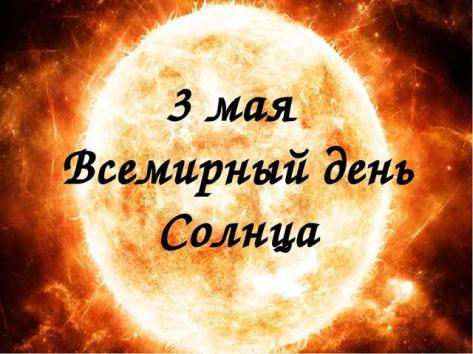 3 мая
Всемирный день
Солнца